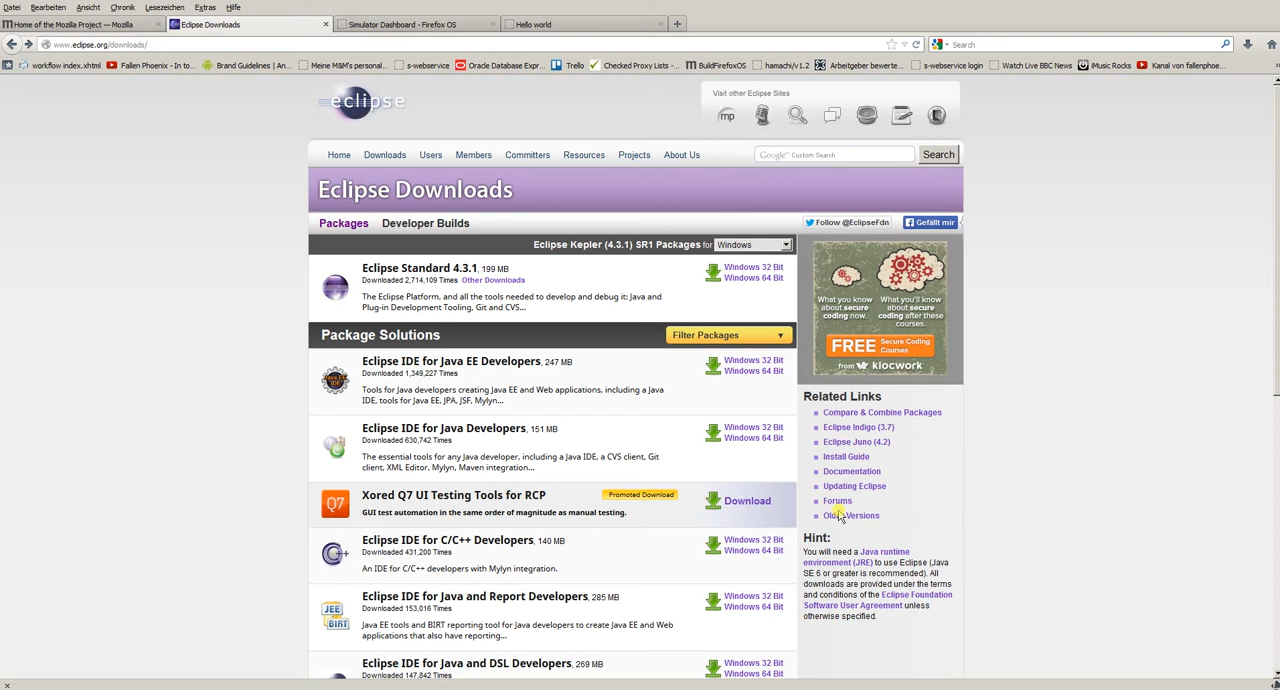 Datei Bearbeiten Ansicht Chronik Lesezeichen Extras Hilfe
Home of the Mozilla Project — Mozilla
Eclipse Downloads
Simulator Dashboard - Firefox OS
Hello world
www.eclipse.org/downloads/
Search
workflow index.xhtml
Fallen Phoenix - In to...
Brand Guidelines | An...
Meine M&M's personal...
s-webservice
Oracle Database Expr...
Trello
Checked Proxy Lists -...
BuildFirefoxOS
hamachi/v1.2
Arbeitgeber bewerte...
s-webservice login
Watch Live BBC News
iMusic Rocks
Kanal von fallenphoe...
eclipse
Visit other Eclipse Sites
mp
Home Downloads Users Members Committers Resources Projects About Us
Google™ Custom Search
Search
Eclipse Downloads
Packages Developer Builds
Follow @EclipseFdn
Gefällt mir
Eclipse Kepler (4.3.1) SR1 Packages for Windows
Eclipse Standard 4.3.1, 199 MB
Downloaded 2,714,109 Times Other Downloads
The Eclipse Platform, and all the tools needed to develop and debug it: Java and
Plug-in Development Tooling, Git and CVS...
Windows 32 Bit
Windows 64 Bit
Package Solutions
Filter Packages
Eclipse IDE for Java EE Developers, 247 MB
Downloaded 1,349,227 Times
Tools for Java developers creating Java EE and Web applications, including a Java
IDE, tools for Java EE, JPA, JSF, Mylyn...
Windows 32 Bit
Windows 64 Bit
Eclipse IDE for Java Developers, 151 MB
Downloaded 630,742 Times
The essential tools for any Java developer, including a Java IDE, a CVS client, Git
client, XML Editor, Mylyn, Maven integration...
Windows 32 Bit
Windows 64 Bit
Q7
Xored Q7 UI Testing Tools for RCP
Promoted Download
GUI test automation in the same order of magnitude as manual testing.
Download
Eclipse IDE for C/C++ Developers, 140 MB
Downloaded 431,200 Times
An IDE for C/C++ developers with Mylyn integration.
Windows 32 Bit
Windows 64 Bit
JEE
BIRT
Eclipse IDE for Java and Report Developers, 285 MB
Downloaded 153,016 Times
Java EE tools and BIRT reporting tool for Java developers to create Java EE and Web
applications that also have reporting...
Windows 32 Bit
Windows 64 Bit
Eclipse IDE for Java and DSL Developers, 269 MB
Downloaded 147,842 Times
Windows 32 Bit
Windows 64 Bit
What you know
about secure
coding now.
What you'll know
about secure
coding after these
courses.
FREE Secure Coding
Courses
from klocwork
Related Links
Compare & Combine Packages
Eclipse Indigo (3.7)
Eclipse Juno (4.2)
Install Guide
Documentation
Updating Eclipse
Forums
Older Versions
Hint:
You will need a Java runtime
environment (JRE) to use Eclipse (Java
SE 6 or greater is recommended). All
downloads are provided under the terms
and conditions of the Eclipse Foundation
Software User Agreement unless
otherwise specified.